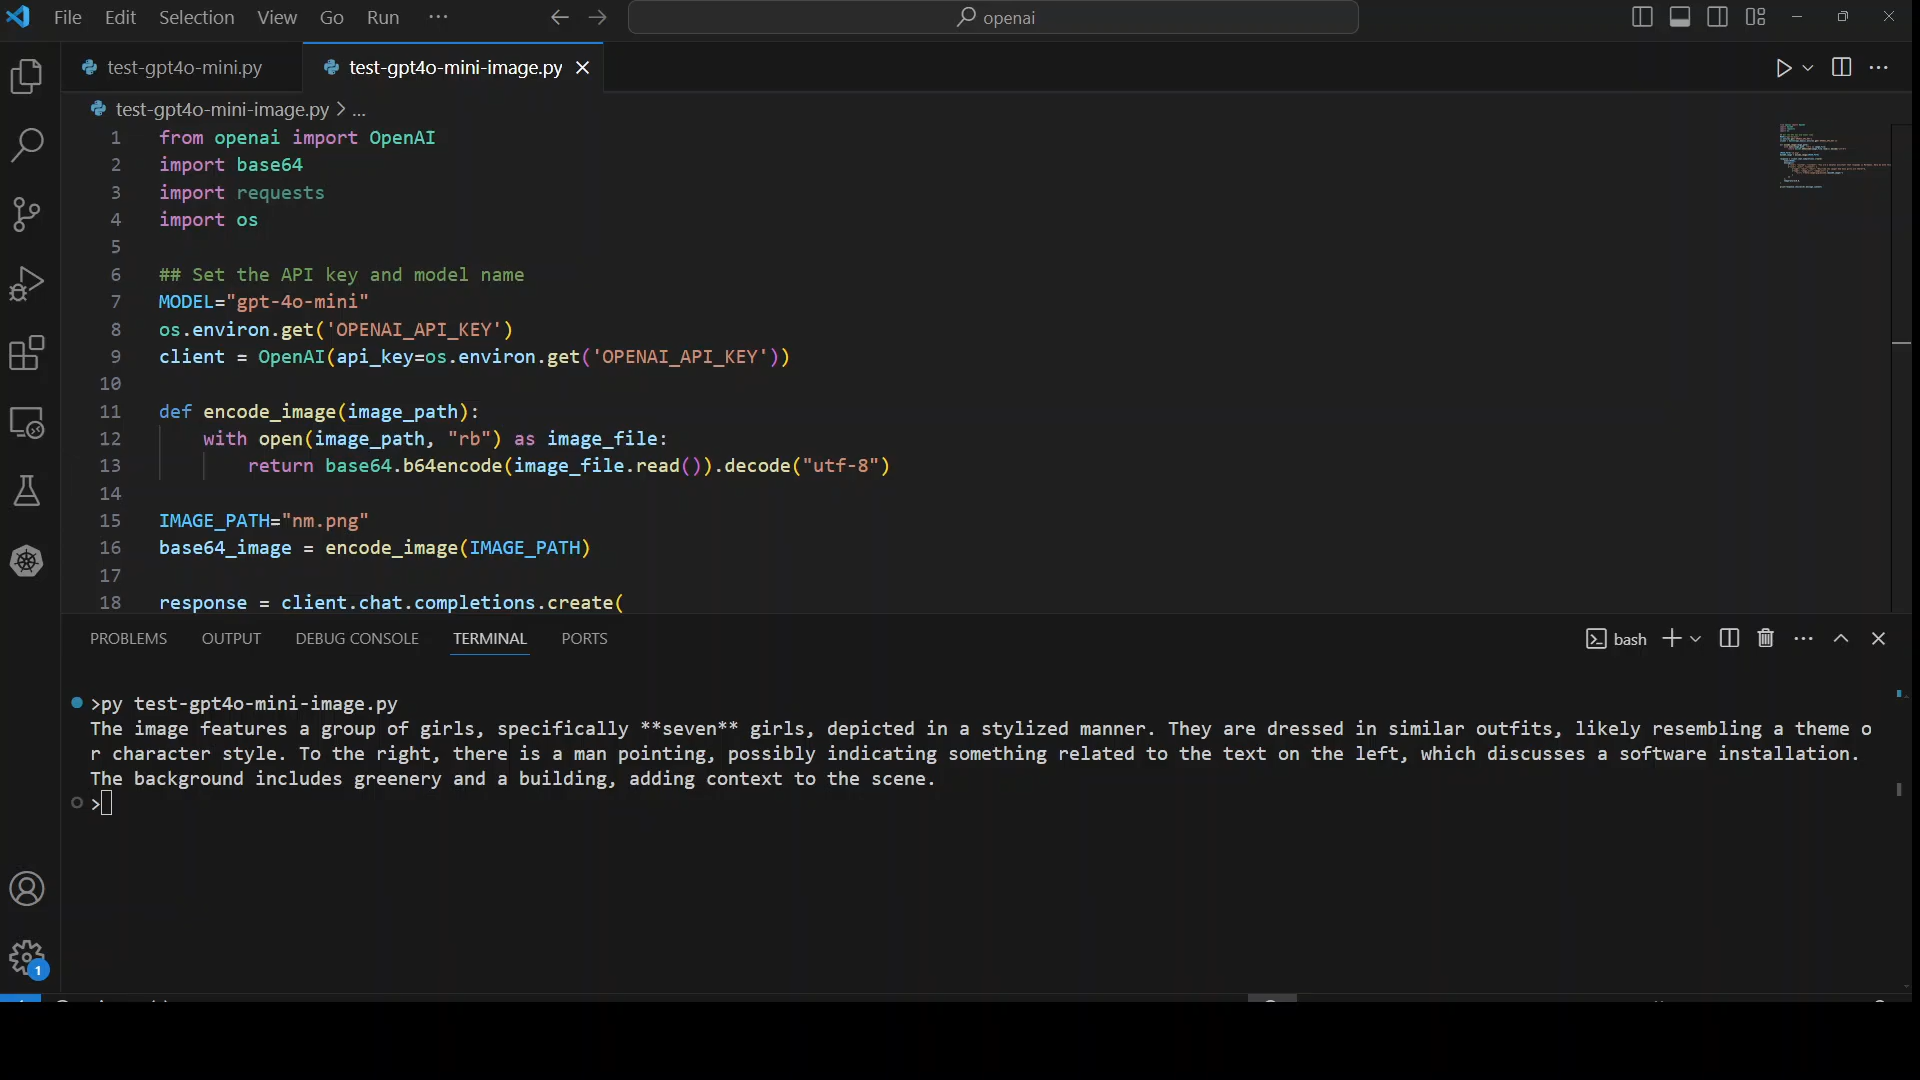 File Edit Selection View Go Run ...
openai
test-gpt4o-mini.py
test-gpt4o-mini-image.py
test-gpt4o-mini-image.py > ...
1 from openai import OpenAI
2 import base64
3 import requests
4 import os
5
6 ## Set the API key and model name
7 MODEL="gpt-4o-mini"
8 os.environ.get('OPENAI_API_KEY')
9 client = OpenAI(api_key=os.environ.get('OPENAI_API_KEY'))
10
11 def encode_image(image_path):
12 with open(image_path, "rb") as image_file:
13 return base64.b64encode(image_file.read()).decode("utf-8")
14
15 IMAGE_PATH="nm.png"
16 base64_image = encode_image(IMAGE_PATH)
17
18 response = client.chat.completions.create(
PROBLEMS OUTPUT DEBUG CONSOLE TERMINAL PORTS
bash
>py test-gpt4o-mini-image.py
The image features a group of girls, specifically **seven** girls, depicted in a stylized manner. They are dressed in similar outfits, likely resembling a theme o
r character style. To the right, there is a man pointing, possibly indicating something related to the text on the left, which discusses a software installation.
The background includes greenery and a building, adding context to the scene.
>
1